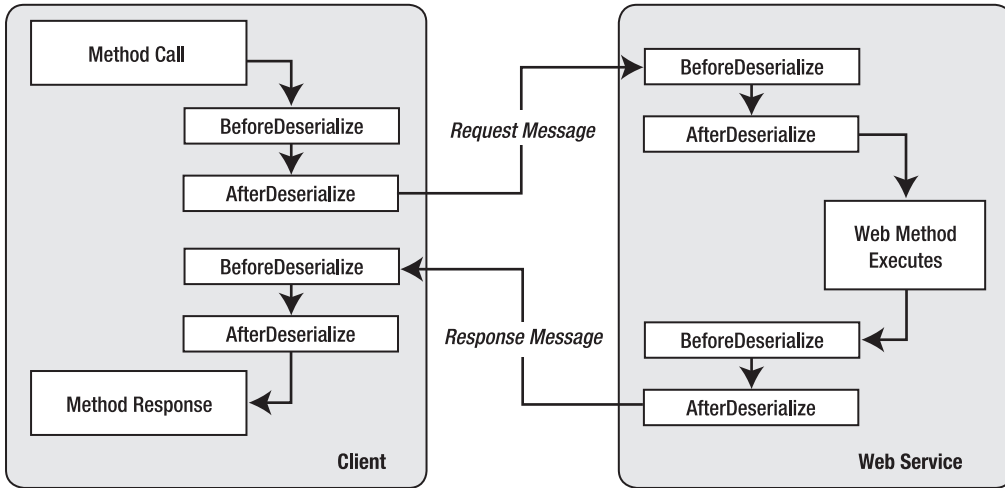 Method Call
BeforeDeserialize
AfterDeserialize
Request Message
BeforeDeserialize
AfterDeserialize
Web Method
Executes
BeforeDeserialize
AfterDeserialize
Response Message
BeforeDeserialize
AfterDeserialize
Method Response
Client
Web Service